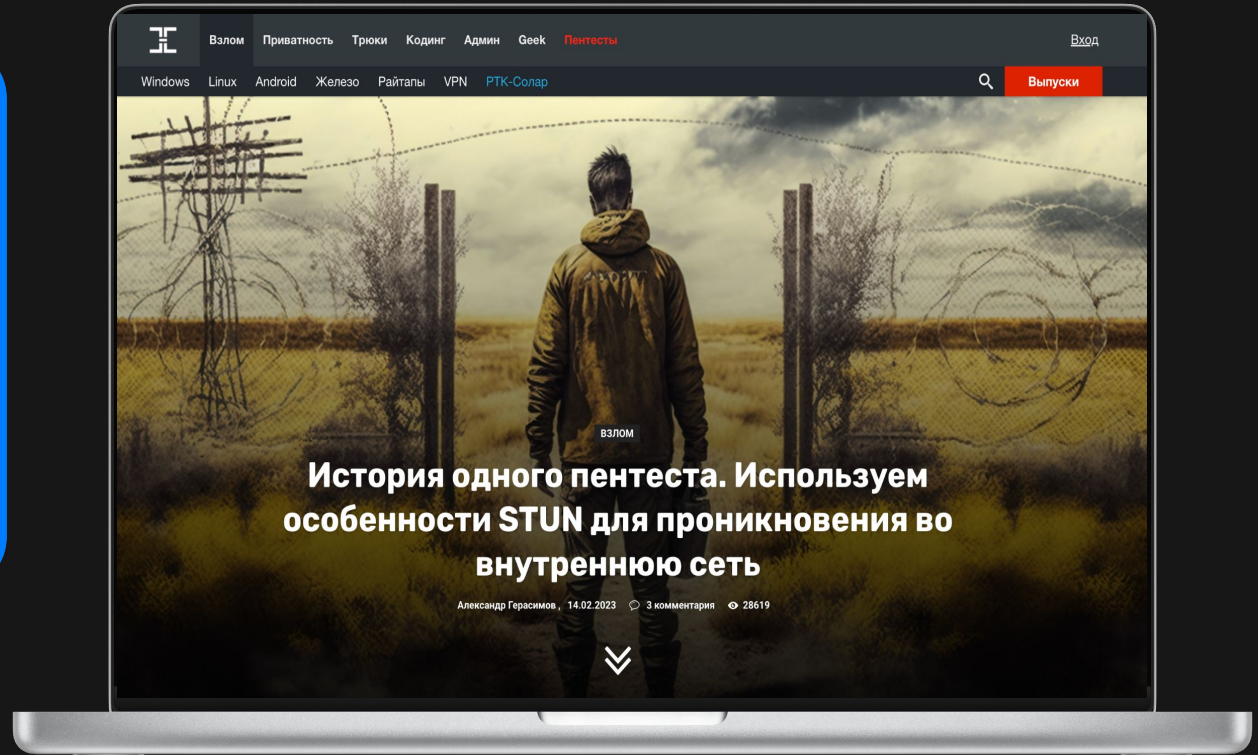 Взлом Приватность Трюки Кодинг Админ Geek Пентесты Вход
Windows Linux Android Железо Райтапы VPN РТК-Солар Выпуски
ВЗЛОМ
История одного пентеста. Используем
особенности STUN для проникновения во
внутреннюю сеть
Александр Герасимов , 14.02.2023 3 комментария 28619